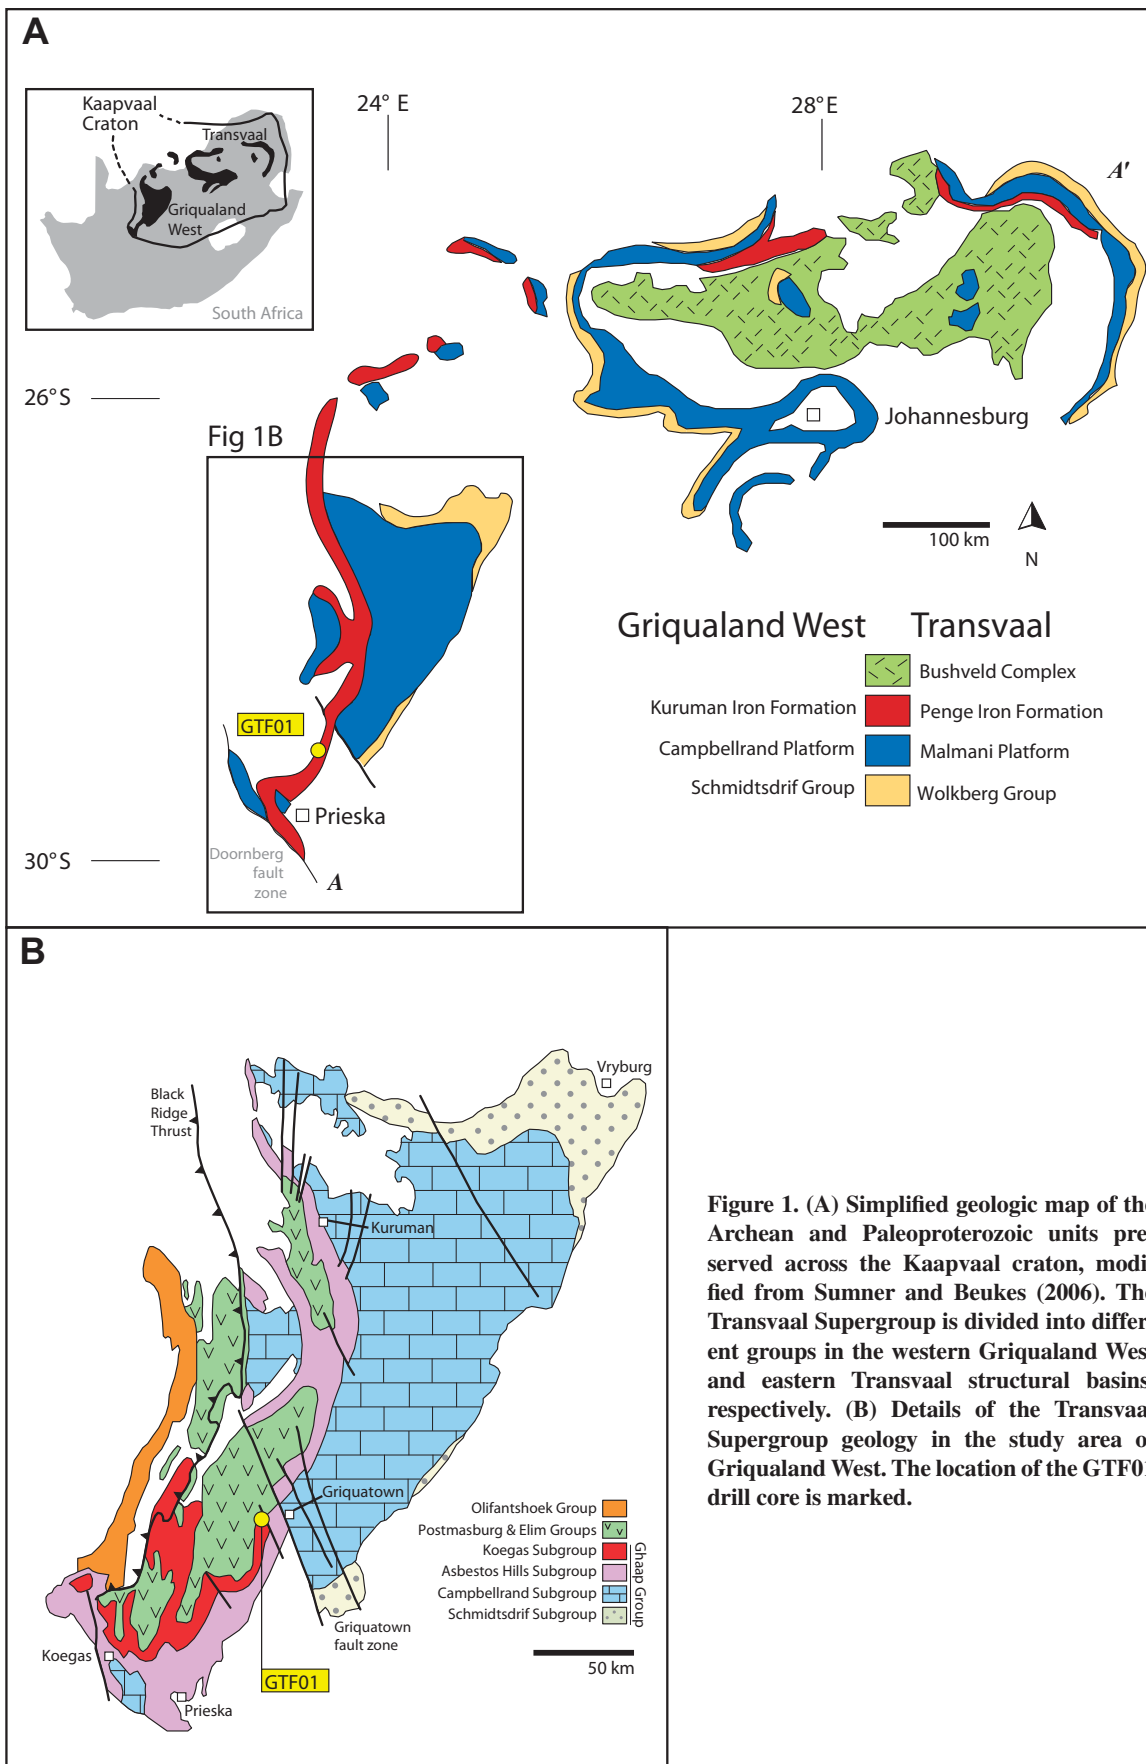 A
Kaapvaal
Craton
Transvaal
Griqualand
West
South Africa
24° E
28°E
A'
26°S
Fig 1B
Johannesburg
100 km
N
Griqualand West Transvaal
Bushveld Complex
Kuruman Iron Formation Penge Iron Formation
Campbellrand Platform Malmani Platform
Schmidtsdrif Group Wolkberg Group
GTF01
Prieska
30°S
Doornberg
fault
zone
A
B
Black
Ridge
Thrust
Vryburg
Kuruman
Griquatown
Olifantshoek Group
Postmasburg & Elim Groups
Koegas Subgroup
Asbestos Hills Subgroup
Campbellrand Subgroup
Schmidtsdrif Subgroup
Ghaap Group
Griquatown
fault zone
Koegas
50 km
GTF01
Prieska
Figure 1. (A) Simplified geologic map of the
Archean and Paleoproterozoic units pre
served across the Kaapvaal craton, modi
fied from Sumner and Beukes (2006). The
Transvaal Supergroup is divided into differ
ent groups in the western Griqualand Wes
and eastern Transvaal structural basins
respectively. (B) Details of the Transvaa
Supergroup geology in the study area o
Griqualand West. The location of the GTF01
drill core is marked.